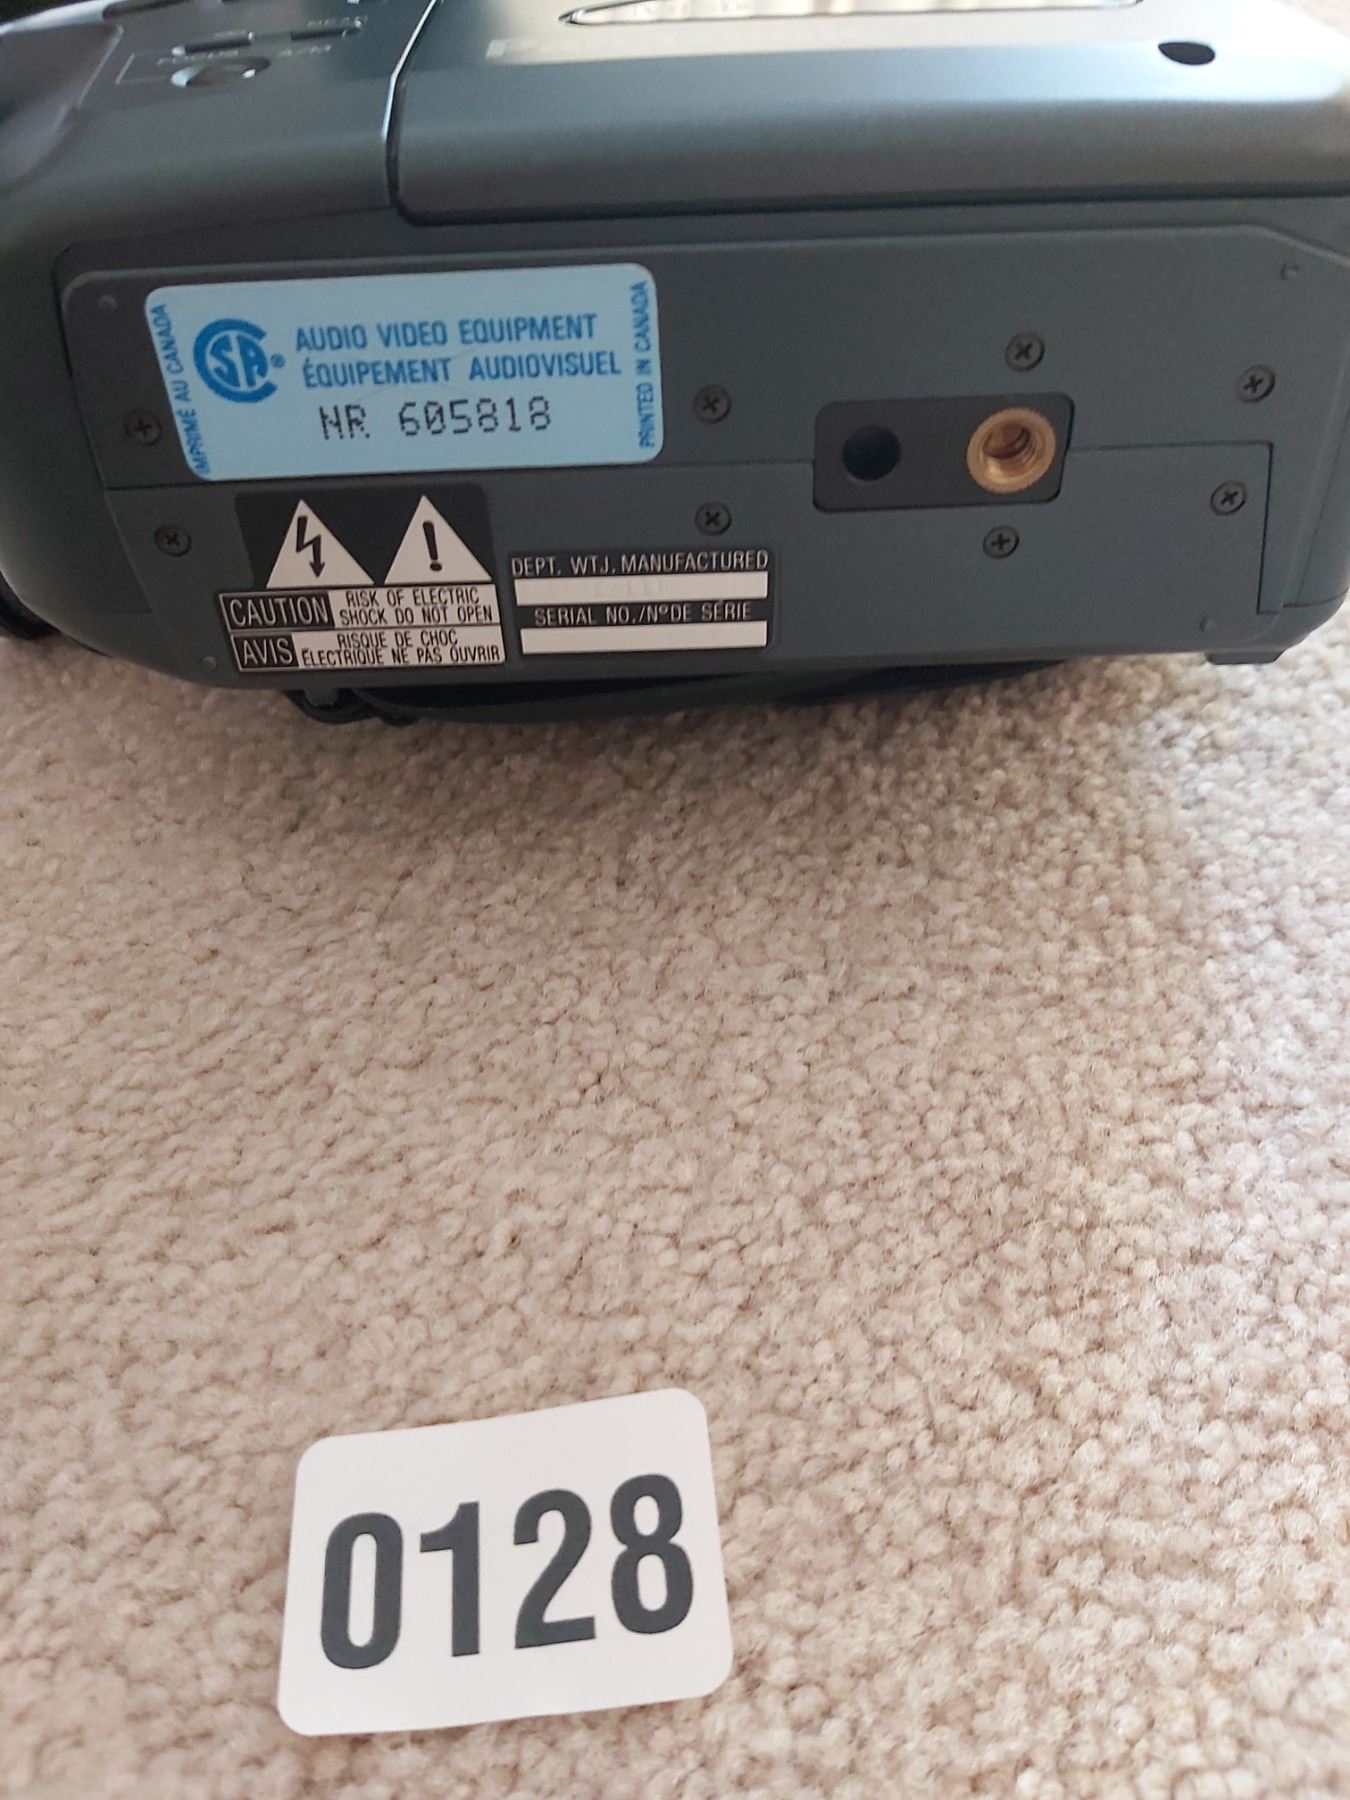 IMPRIMÉ AU CANADA
CSA®
AUDIO VIDEO EQUIPMENT
ÉQUIPEMENT AUDIOVISUEL
NR 605818
PRINTED IN CANADA
CAUTION
RISK OF ELECTRIC
SHOCK DO NOT OPEN
AVIS
RISQUE DE CHOC
ÉLECTRIQUE NE PAS OUVRIR
DEPT. WTJ. MANUFACTURED
SERIAL NO./Nº DE SÉRIE
0128